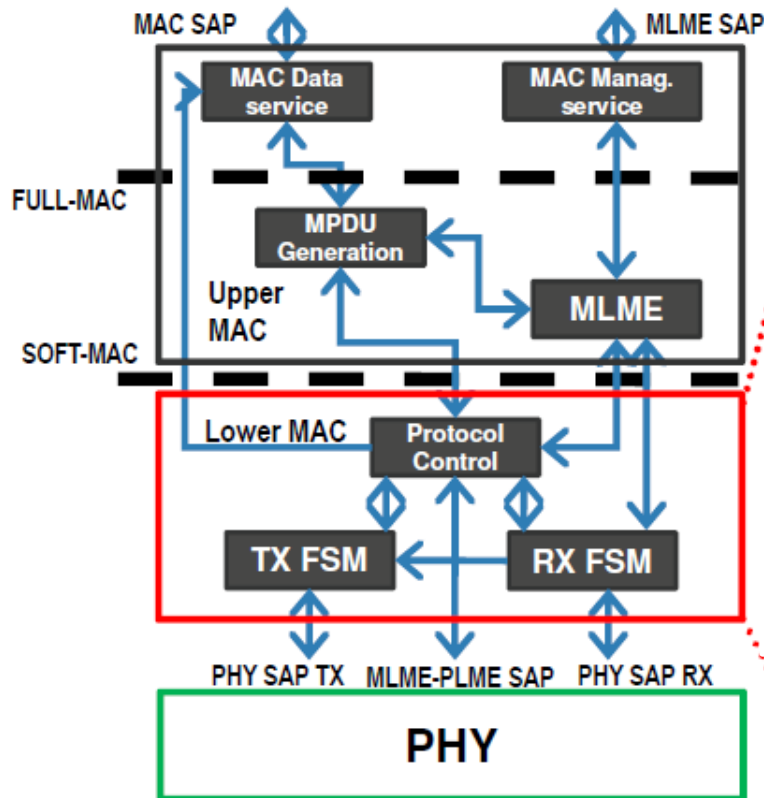 MAC SAP
MLME SAP
MAC Data
service
MAC Manag.
service
FULL-MAC
MPDU
Generation
Upper
MAC
MLME
SOFT-MAC
Lower MAC
Protocol
Control
TX FSM
RX FSM
PHY SAP TX
MLME-PLME SAP
PHY SAP RX
PHY